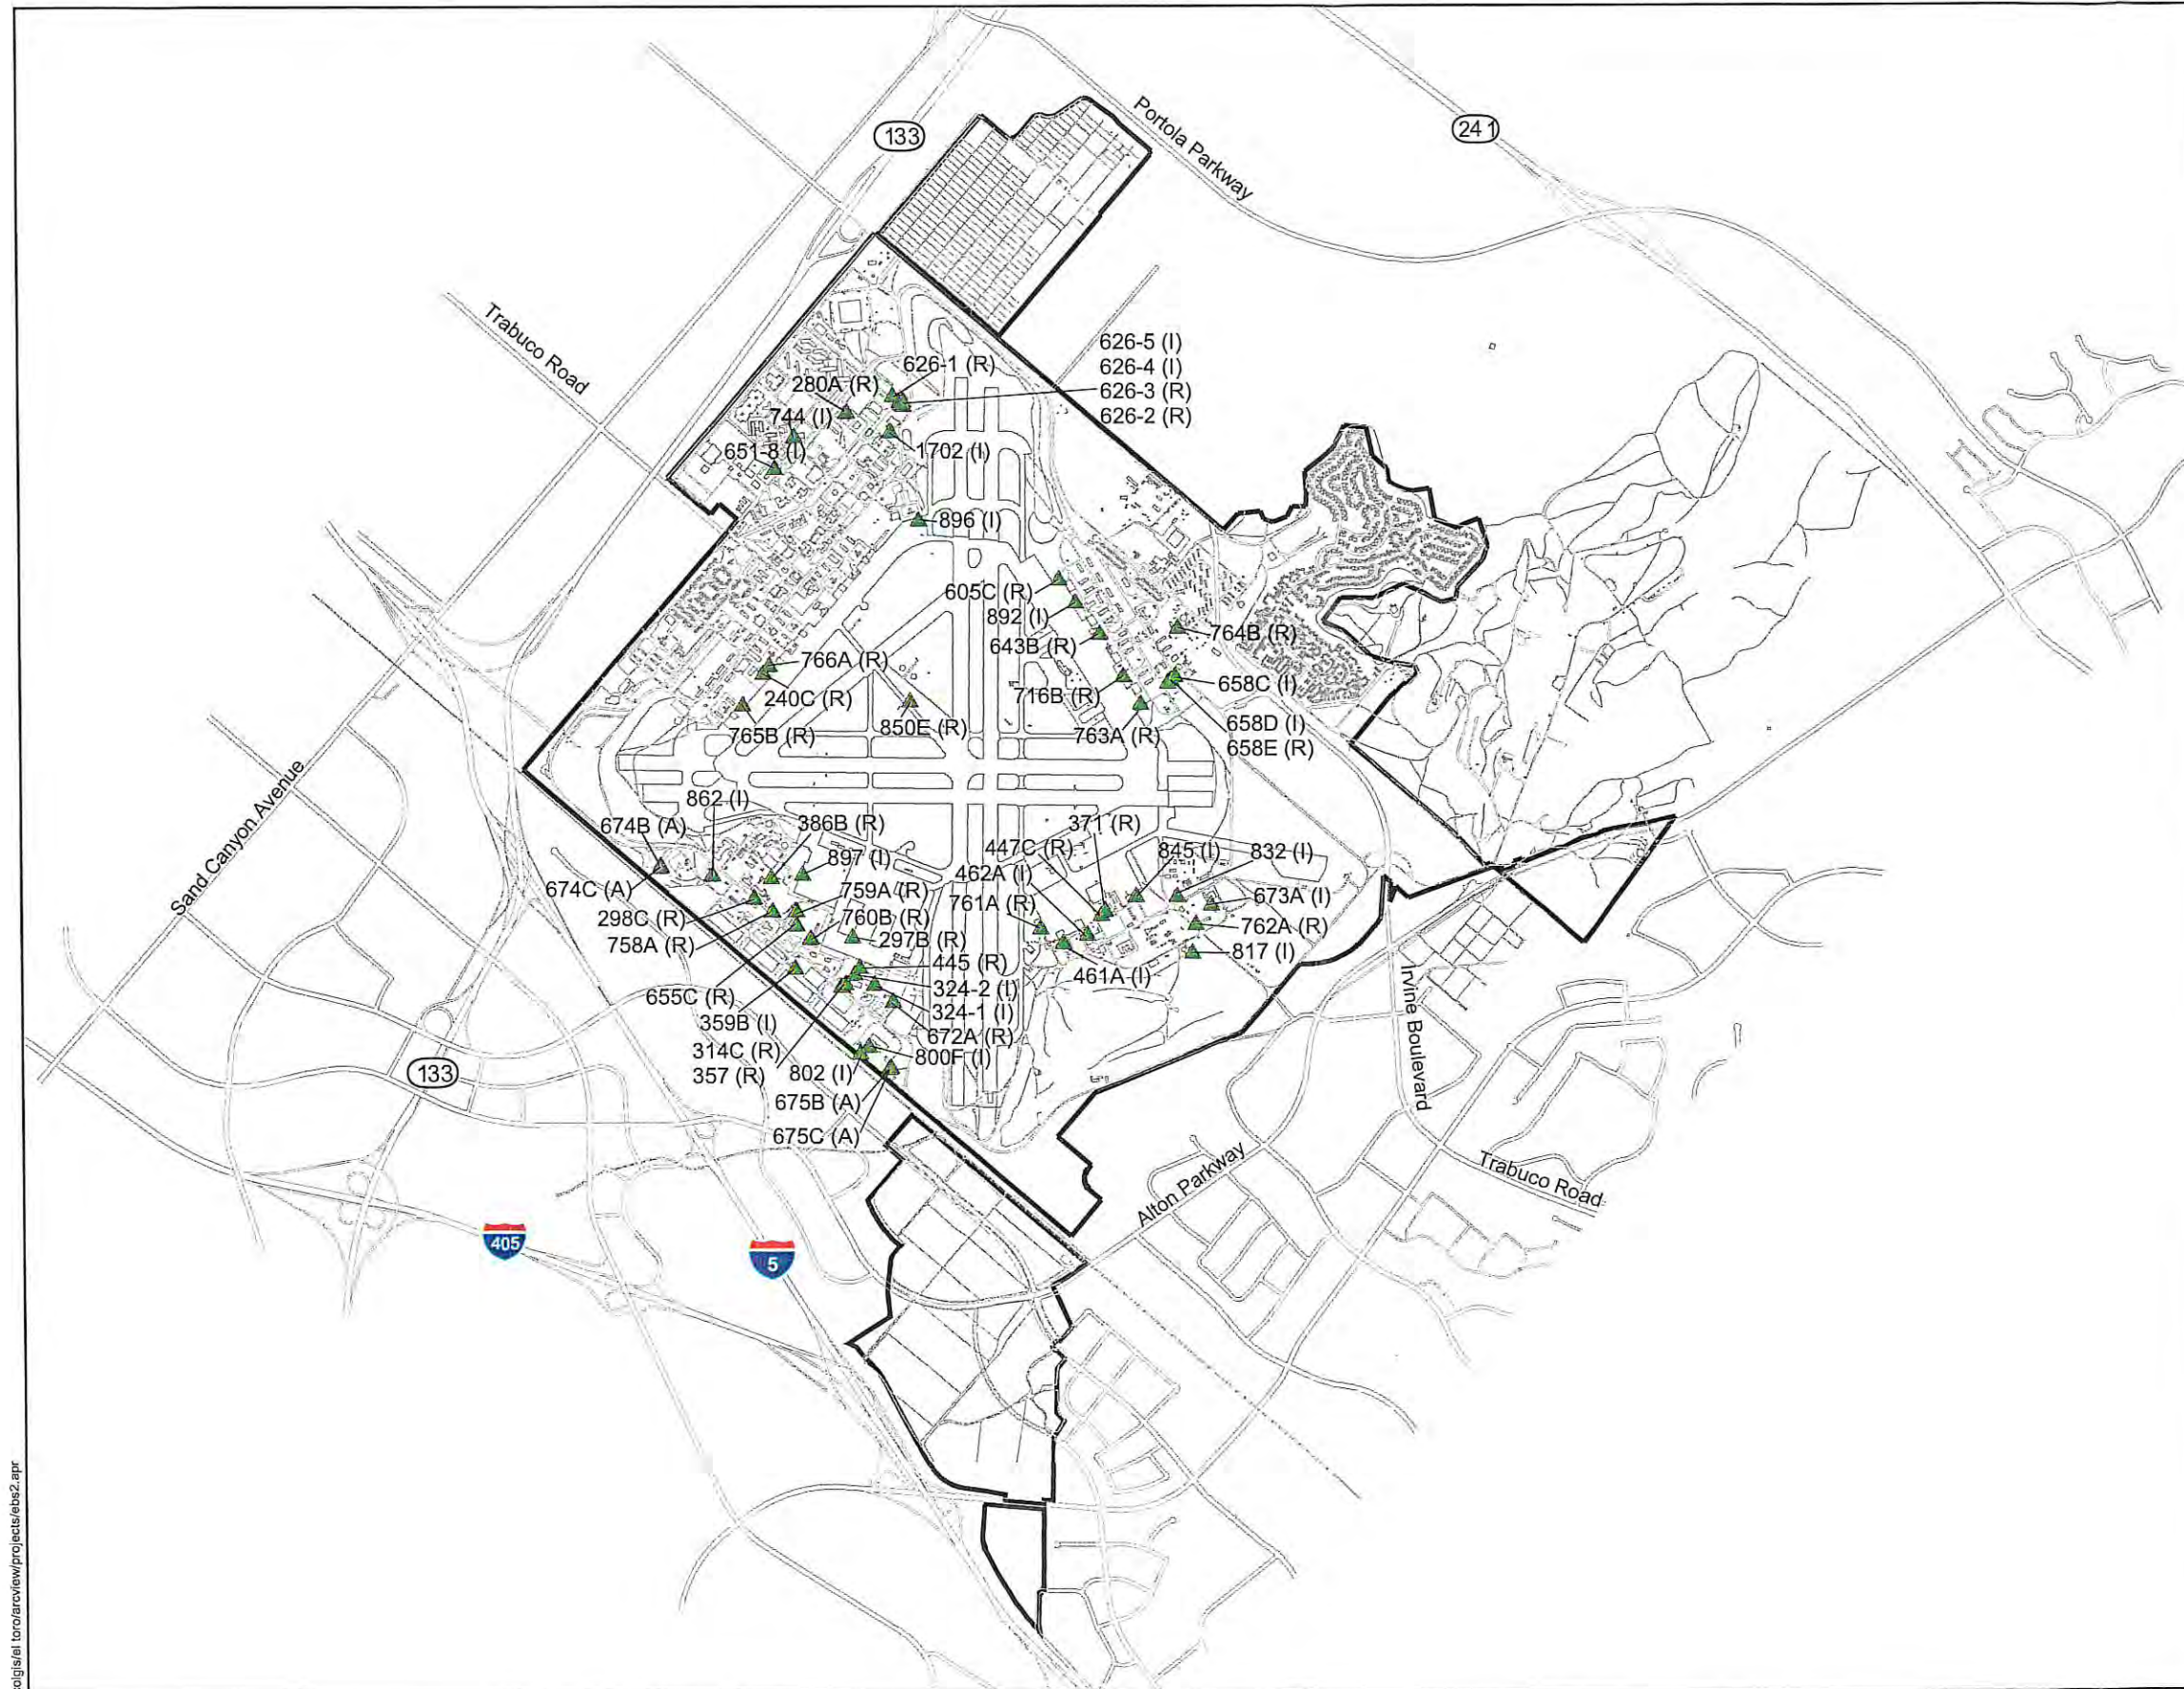 133
241
Portola Parkway
Trabuco Road
626-5 (I)
626-4 (I)
626-3 (R)
626-2 (R)
626-1 (R)
280A (R)
744 (I)
651-8 (I)
1702 (I)
896 (I)
605C (R)
892 (I)
643B (R)
764B (R)
766A (R)
240C (R)
716B (R)
658C (I)
765B (R)
850E (R)
763A (R)
658D (I)
658E (R)
Sand Canyon Avenue
862 (I)
674B (A)
386B (R)
371 (R)
897 (I)
447C (R)
845 (I)
832 (I)
674C (A)
462A (I)
759A (R)
673A (I)
298C (R)
761A (R)
760B (R)
762A (R)
758A (R)
297B (R)
817 (I)
445 (R)
461A (I)
655C (R)
324-2 (I)
324-1 (I)
359B (I)
672A (R)
314C (R)
800F (I)
357 (R)
802 (I)
675B (A)
675C (A)
133
Irvine Boulevard
Alton Parkway
Trabuco Road
405
5
colgis/el toro/arcview/projects/ebs2.apr